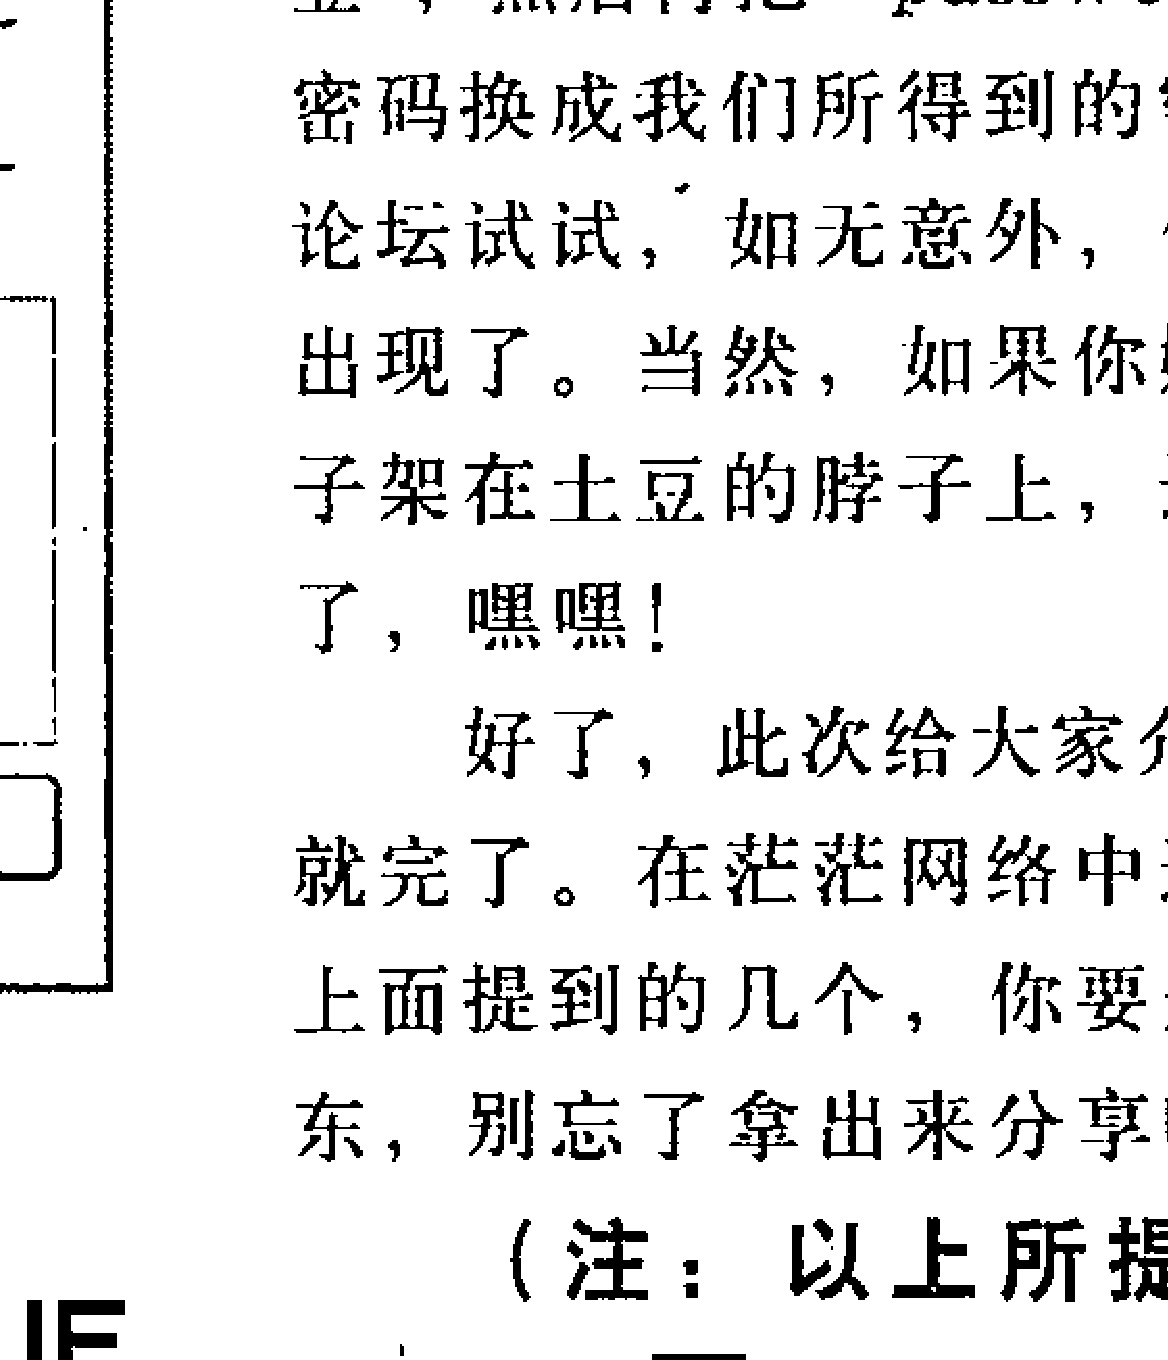 密码换成我们所得到的
论坛试试，如无意外，
出现了。当然，如果你
子架在土豆的脖子上，
了，嘿嘿！
好了，此次给大家介
就完了。在茫茫网络中
上面提到的几个，你要
东，别忘了拿出来分享
（注：以上所提